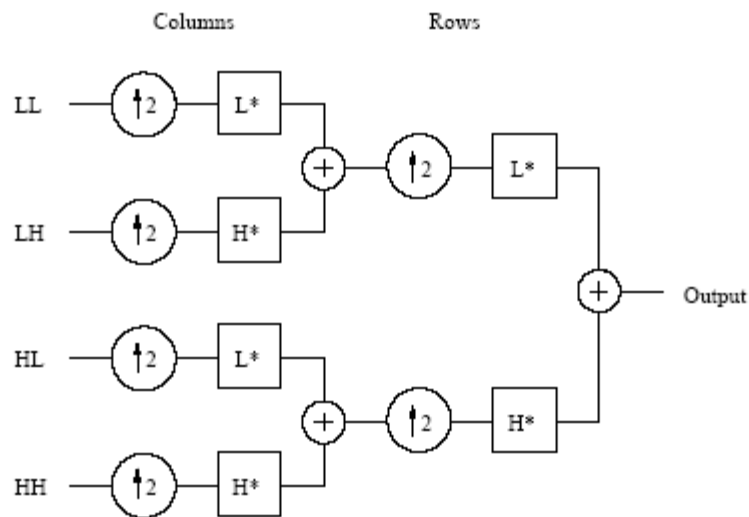 Columns Rows
LL ↑2 L*
+ ↑2 L*
LH ↑2 H*
+ Output
HL ↑2 L*
+ ↑2 H*
HH ↑2 H*